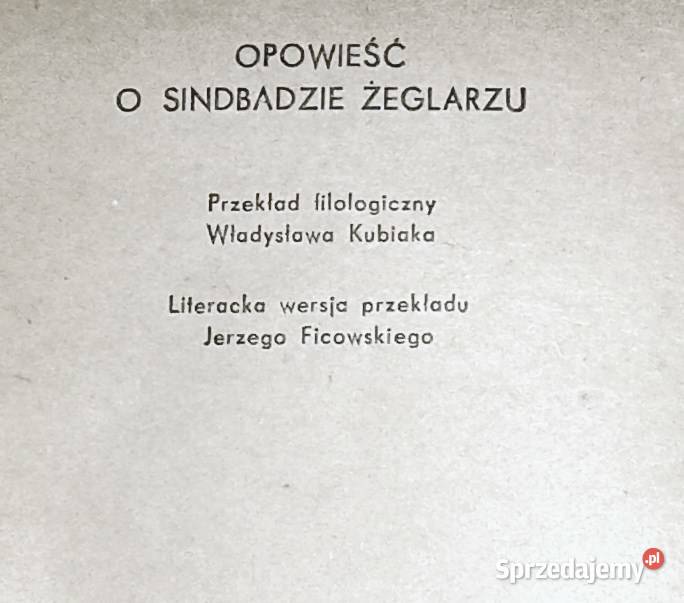 OPOWIEŚĆ
O SINDBADZIE ŻEGLARZU
Przekład filologiczny
Władysława Kubiaka
Literacka wersja przekładu
Jerzego Ficowskiego
Sprzedajemy.pl